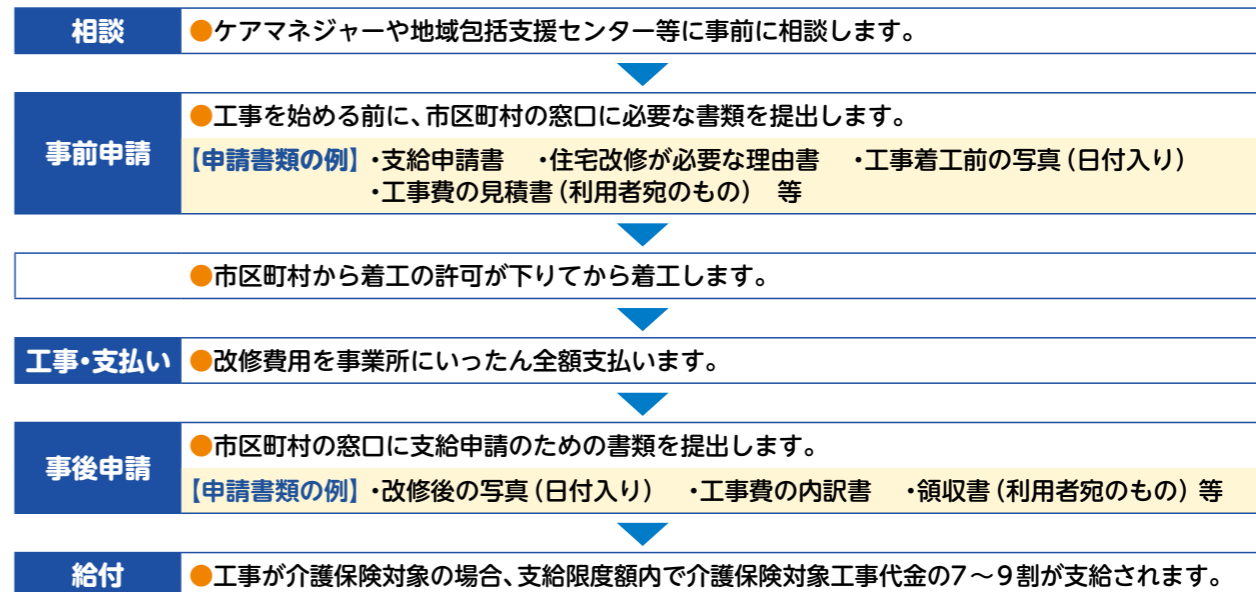 相談 ●ケアマネジャーや地域包括支援センター等に事前に相談します。
事前申請 ●工事を始める前に、市区町村の窓口に必要な書類を提出します。
【申請書類の例】・支給申請書 ・住宅改修が必要な理由書 ・工事着工前の写真（日付入り）
・工事費の見積書（利用者宛のもの） 等
●市区町村から着工の許可が下りてから着工します。
工事・支払い ●改修費用を事業所にいったん全額支払います。
事後申請 ●市区町村の窓口に支給申請のための書類を提出します。
【申請書類の例】・改修後の写真（日付入り） ・工事費の内訳書 ・領収書（利用者宛のもの）等
給付 ●工事が介護保険対象の場合、支給限度額内で介護保険対象工事代金の7～9割が支給されます。